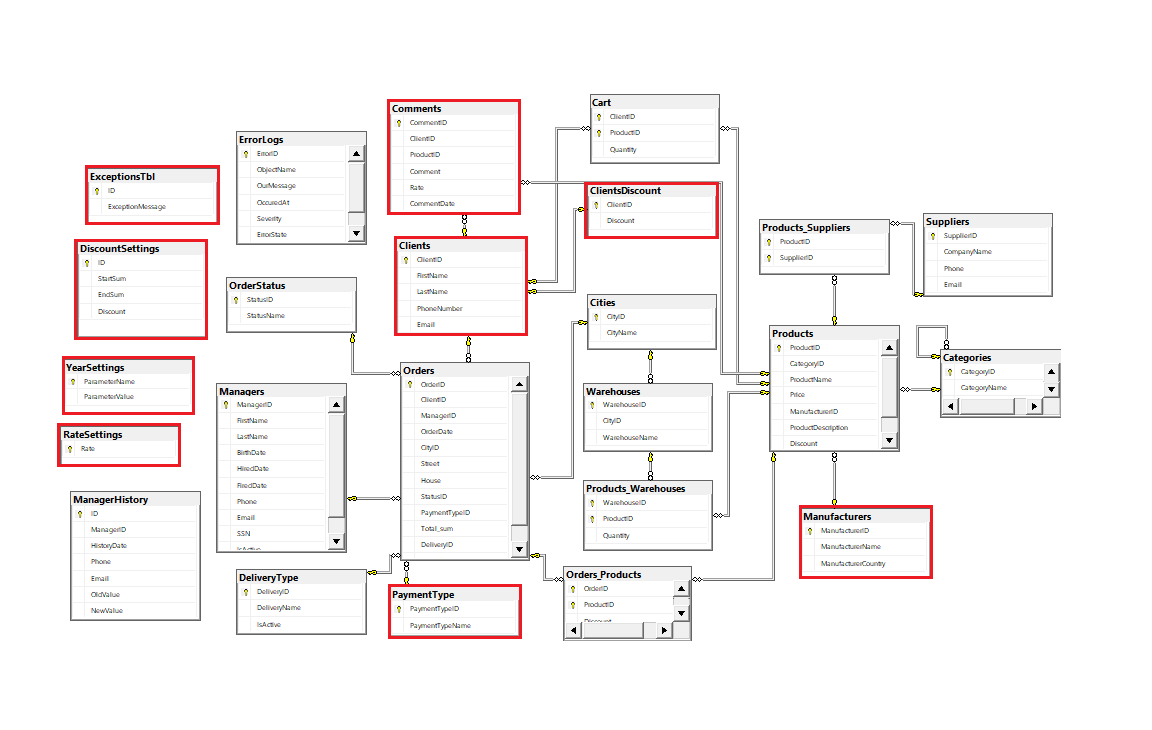 Comments
CommentID
ClientID
ProductID
Comment
Rate
CommentDate
Cart
ClientID
ProductID
Quantity
ErrorLogs
ErrorID
ObjectName
OurMessage
OccuredAt
Severity
ErrorState
ExceptionsTbl
ID
ExceptionMessage
ClientsDiscount
ClientID
Discount
Products_Suppliers
ProductID
SupplierID
Suppliers
SupplierID
CompanyName
Phone
Email
DiscountSettings
ID
StartSum
EndSum
Discount
Clients
ClientID
FirstName
LastName
PhoneNumber
Email
OrderStatus
StatusID
StatusName
Cities
CityID
CityName
Products
ProductID
CategoryID
ProductName
Price
ManufacturerID
ProductDescription
Discount
Categories
CategoryID
CategoryName
YearSettings
ParameterName
ParameterValue
Managers
ManagerID
FirstName
LastName
BirthDate
HiredDate
FiredDate
Phone
Email
SSN
IsActive
Orders
OrderID
ClientID
ManagerID
OrderDate
CityID
Street
House
StatusID
PaymentTypeID
Total_sum
DeliveryID
Warehouses
WarehouseID
CityID
WarehouseName
RateSettings
Rate
ManagerHistory
ID
ManagerID
HistoryDate
Phone
Email
OldValue
NewValue
Products_Warehouses
WarehouseID
ProductID
Quantity
Manufacturers
ManufacturerID
ManufacturerName
ManufacturerCountry
DeliveryType
DeliveryID
DeliveryName
IsActive
PaymentType
PaymentTypeID
PaymentTypeName
Orders_Products
OrderID
ProductID
Discount